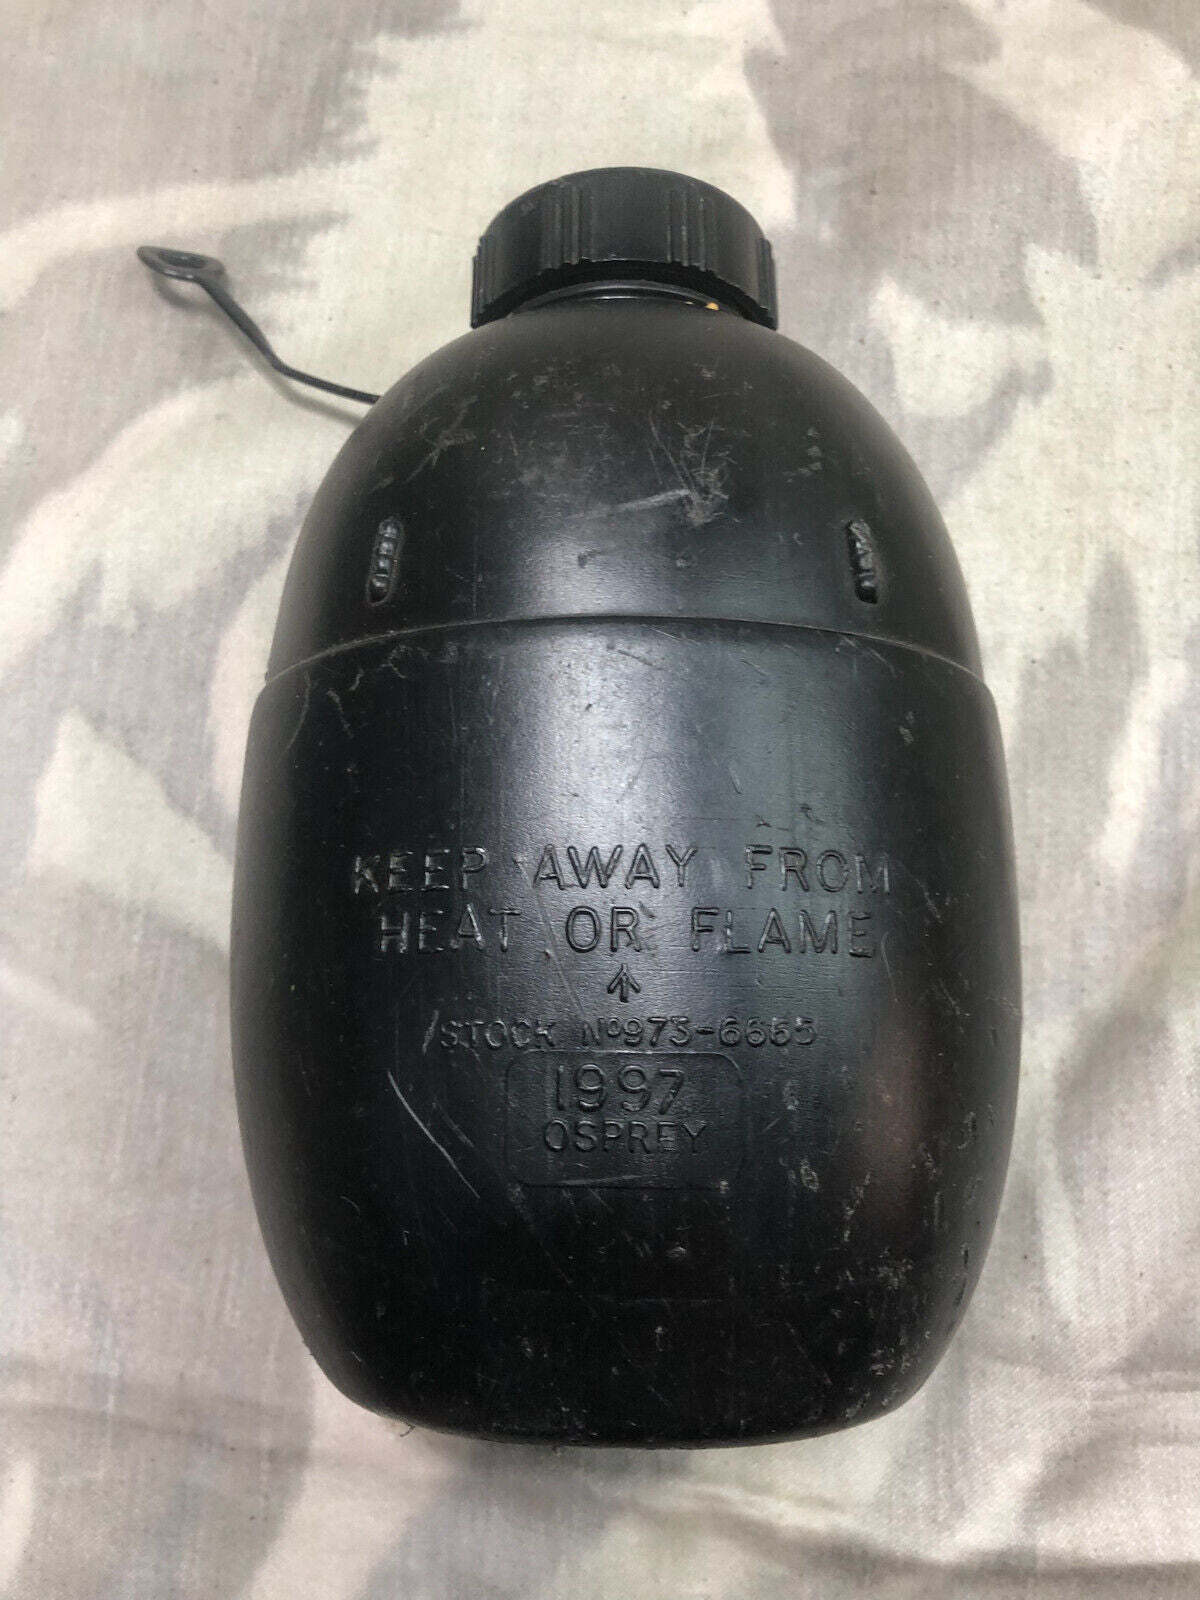 KEEP AWAY FROM
HEAT OR FLAME
STOCK No973-6665
1997
OSPREY